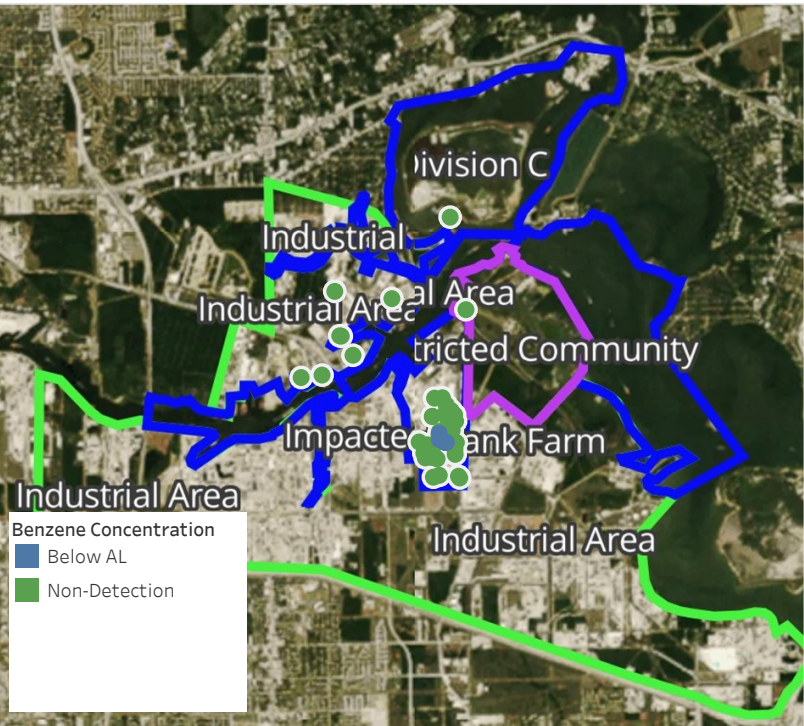 Division C
Industrial
al Area
Industrial Area
tricted Community
Impacte
ank Farm
Industrial Area
Industrial Area
Benzene Concentration
Below AL
Non-Detection